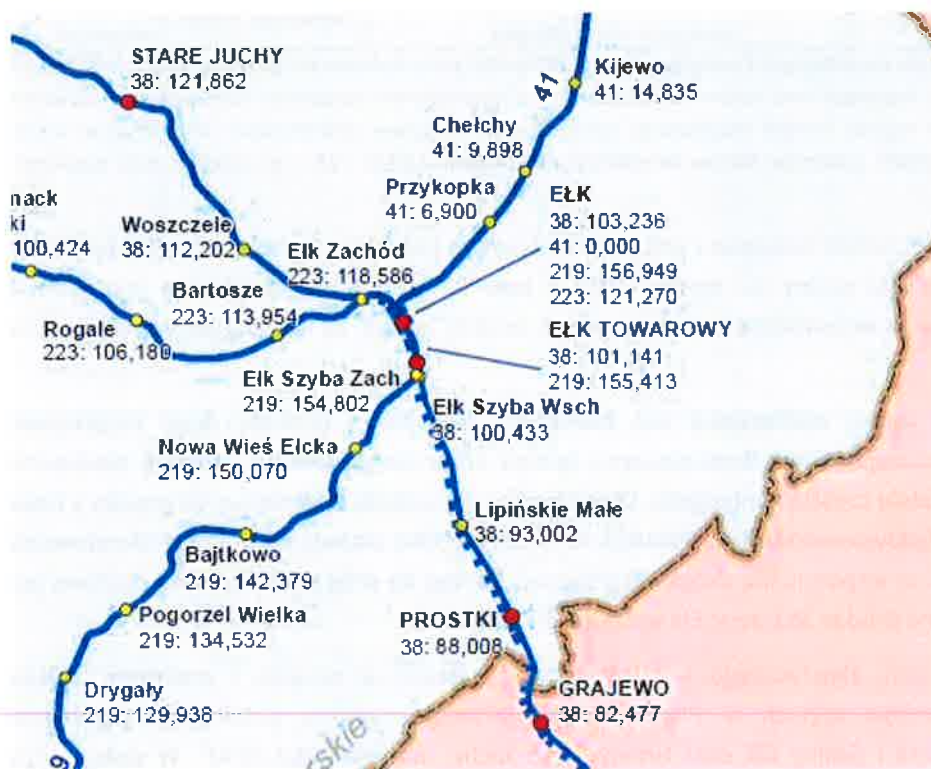 STARE JUCHY
38: 121,862
41
Kijewo
41: 14,835
Chełchy
41: 9,898
Przykopka
41: 6,900
EŁK
38: 103,236
41: 0,000
219: 156,949
223: 121,270
mack
ki
100,424
Woszczele
38: 112,202
Ełk Zachód
223: 118,586
Bartosze
223: 113,954
Rogale
223: 106,180
EŁK TOWAROWY
38: 101,141
219: 155,413
Ełk Szyba Zach
219: 154,802
Ełk Szyba Wsch
38: 100,433
Nowa Wieś Ełcka
219: 150,070
Lipińskie Małe
38: 93,002
Bajtkowo
219: 142,379
Pogorzel Wielka
219: 134,532
PROSTKI
38: 88,008
Drygały
219: 129,938
GRAJEWO
38: 82,477
rskie
9